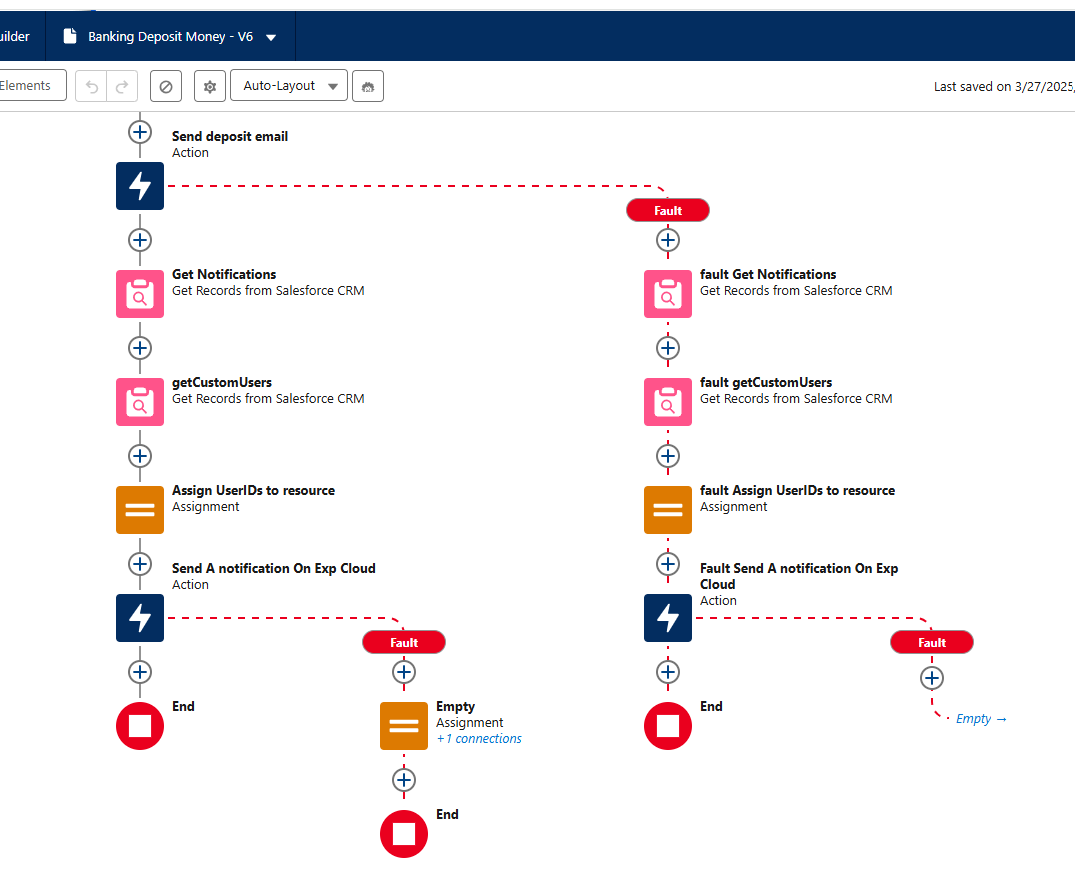 uilder
Banking Deposit Money - V6
Elements
Auto-Layout
Last saved on 3/27/2025,
Send deposit email
Action
Fault
Get Notifications
Get Records from Salesforce CRM
fault Get Notifications
Get Records from Salesforce CRM
getCustomUsers
Get Records from Salesforce CRM
fault getCustomUsers
Get Records from Salesforce CRM
Assign UserIDs to resource
Assignment
fault Assign UserIDs to resource
Assignment
Send A notification On Exp Cloud
Action
Fault Send A notification On Exp
Cloud
Action
Fault
Fault
End
Empty
Assignment
+1 connections
End
Empty →
End